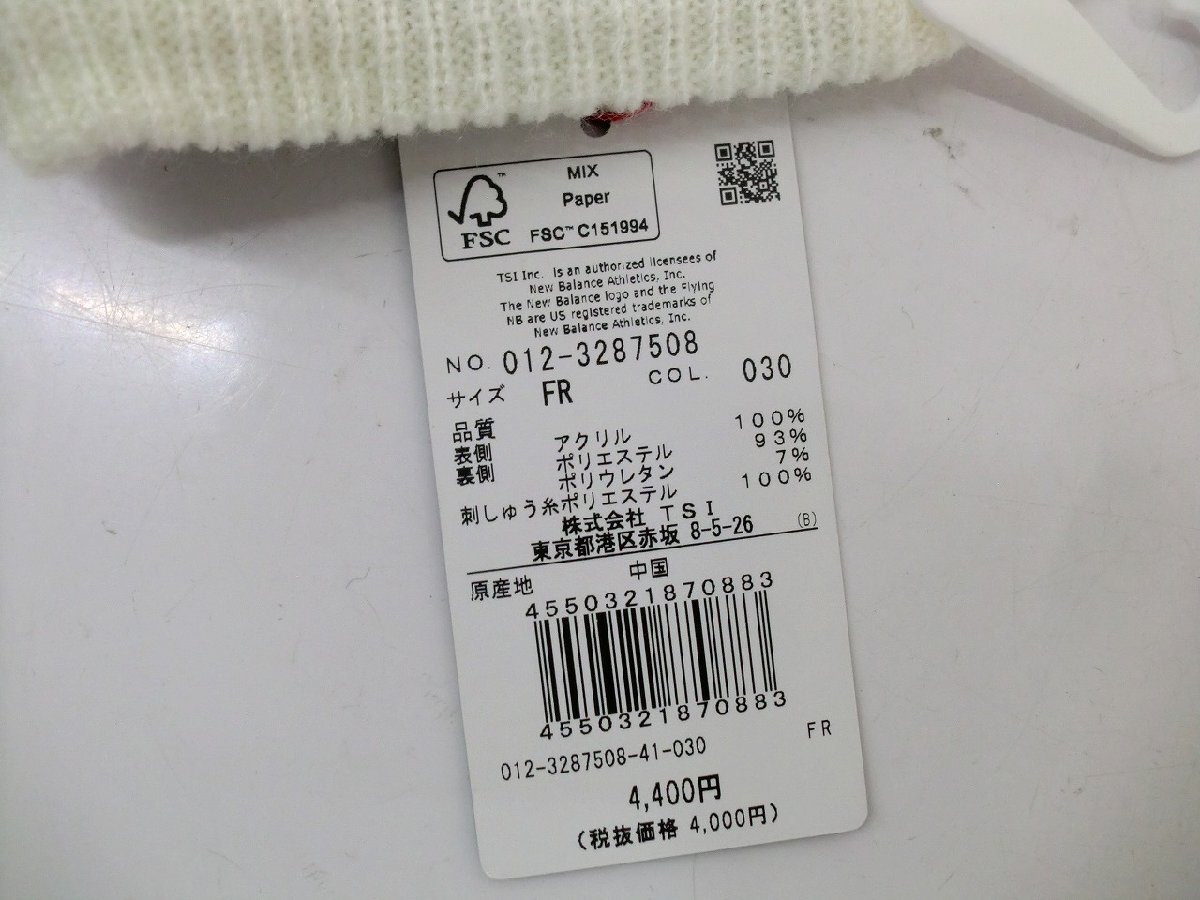 MIX
Paper
FSC™ C151994
FSC
TSI Inc. is an authorized licensees of
New Balance Athletics, Inc.
The New Balance logo and the Flying
NB are US registered trademarks of
New Balance Athletics, Inc.
NO. 012-3287508
サイズ FR COL. 030
品質
表側 アクリル 100%
裏側 ポリエステル 93%
ポリウレタン 7%
刺しゅう糸ポリエステル 100%
株式会社 TSI
東京都港区赤坂 8-5-26 (B)
原産地 中国
4550321870883
4550321870883
012-3287508-41-030 FR
4,400円
(税抜価格 4,000円)